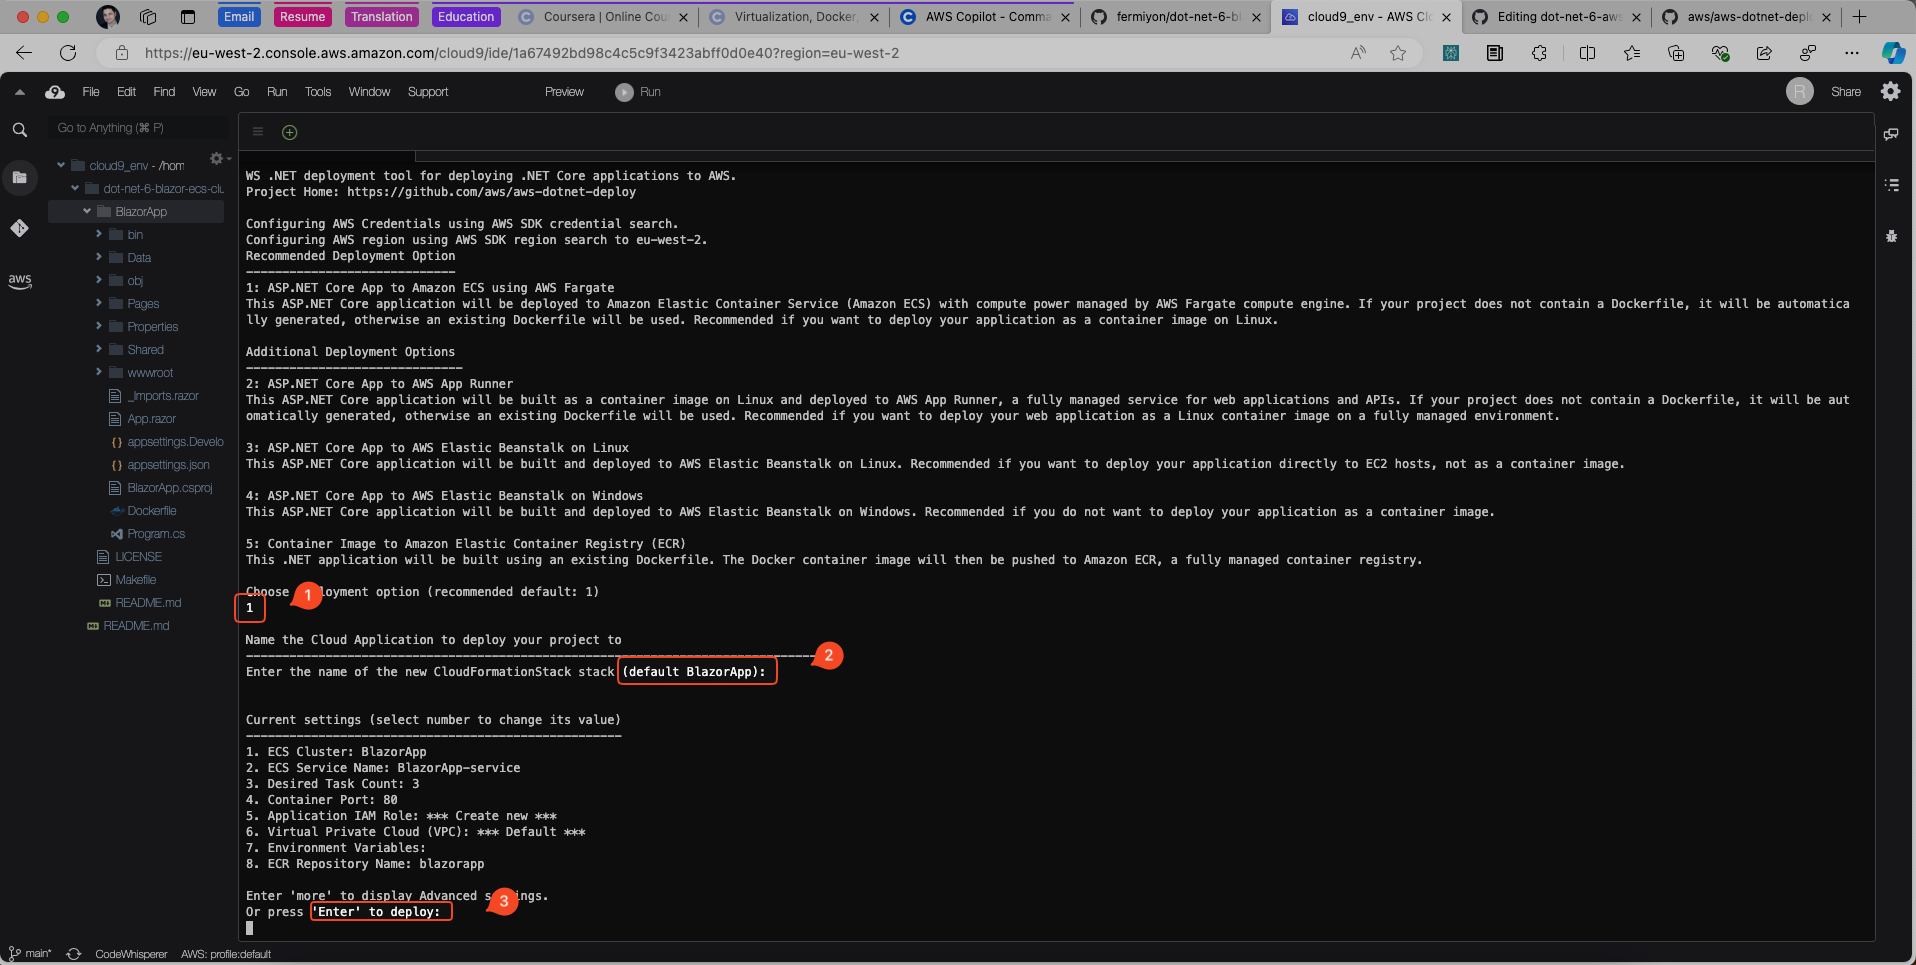 Email
Resume
Translation
Education
Coursera | Online Cou
Virtualization, Docker,
AWS Copilot - Comma
fermiyon/dot-net-6-bl
cloud9_env - AWS Cl
Editing dot-net-6-aws
aws/aws-dotnet-deplo
https://eu-west-2.console.aws.amazon.com/cloud9/ide/1a67492bd98c4c5c9f3423abff0d0e40?region=eu-west-2
File Edit Find View Go Run Tools Window Support Preview Run R Share
Go to Anything (⌘ P)
cloud9_env - /hom
dot-net-6-blazor-ecs-clu
BlazorApp
bin
Data
obj
Pages
Properties
Shared
wwwroot
_Imports.razor
App.razor
appsettings.Develo
appsettings.json
BlazorApp.csproj
Dockerfile
Program.cs
LICENSE
Makefile
README.md
README.md
aws
WS .NET deployment tool for deploying .NET Core applications to AWS.
Project Home: https://github.com/aws/aws-dotnet-deploy
Configuring AWS Credentials using AWS SDK credential search.
Configuring AWS region using AWS SDK region search to eu-west-2.
Recommended Deployment Option
-----------------------------
1: ASP.NET Core App to Amazon ECS using AWS Fargate
This ASP.NET Core application will be deployed to Amazon Elastic Container Service (Amazon ECS) with compute power managed by AWS Fargate compute engine. If your project does not contain a Dockerfile, it will be automatica
lly generated, otherwise an existing Dockerfile will be used. Recommended if you want to deploy your application as a container image on Linux.
Additional Deployment Options
------------------------------
2: ASP.NET Core App to AWS App Runner
This ASP.NET Core application will be built as a container image on Linux and deployed to AWS App Runner, a fully managed service for web applications and APIs. If your project does not contain a Dockerfile, it will be aut
omatically generated, otherwise an existing Dockerfile will be used. Recommended if you want to deploy your web application as a Linux container image on a fully managed environment.
3: ASP.NET Core App to AWS Elastic Beanstalk on Linux
This ASP.NET Core application will be built and deployed to AWS Elastic Beanstalk on Linux. Recommended if you want to deploy your application directly to EC2 hosts, not as a container image.
4: ASP.NET Core App to AWS Elastic Beanstalk on Windows
This ASP.NET Core application will be built and deployed to AWS Elastic Beanstalk on Windows. Recommended if you do not want to deploy your application as a container image.
5: Container Image to Amazon Elastic Container Registry (ECR)
This .NET application will be built using an existing Dockerfile. The Docker container image will then be pushed to Amazon ECR, a fully managed container registry.
Choose loyment option (recommended default: 1)
1
1
Name the Cloud Application to deploy your project to
2
Enter the name of the new CloudFormationStack stack (default BlazorApp):
Current settings (select number to change its value)
----------------------------------------------------
1. ECS Cluster: BlazorApp
2. ECS Service Name: BlazorApp-service
3. Desired Task Count: 3
4. Container Port: 80
5. Application IAM Role: *** Create new ***
6. Virtual Private Cloud (VPC): *** Default ***
7. Environment Variables:
8. ECR Repository Name: blazorapp
Enter 'more' to display Advanced s ings.
3
Or press 'Enter' to deploy:
main* CodeWhisperer AWS: profile:default